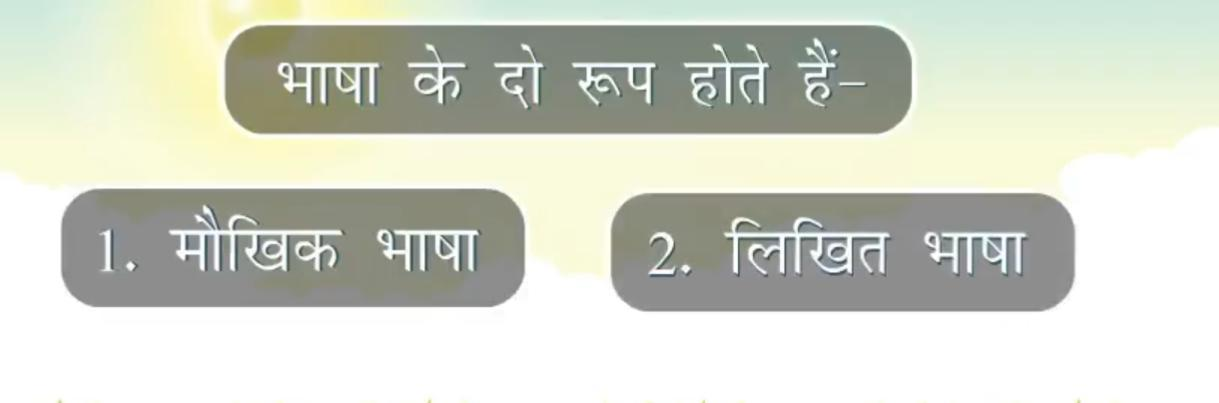 भाषा के दो रूप होते हैं–
1. मौखिक भाषा
2. लिखित भाषा